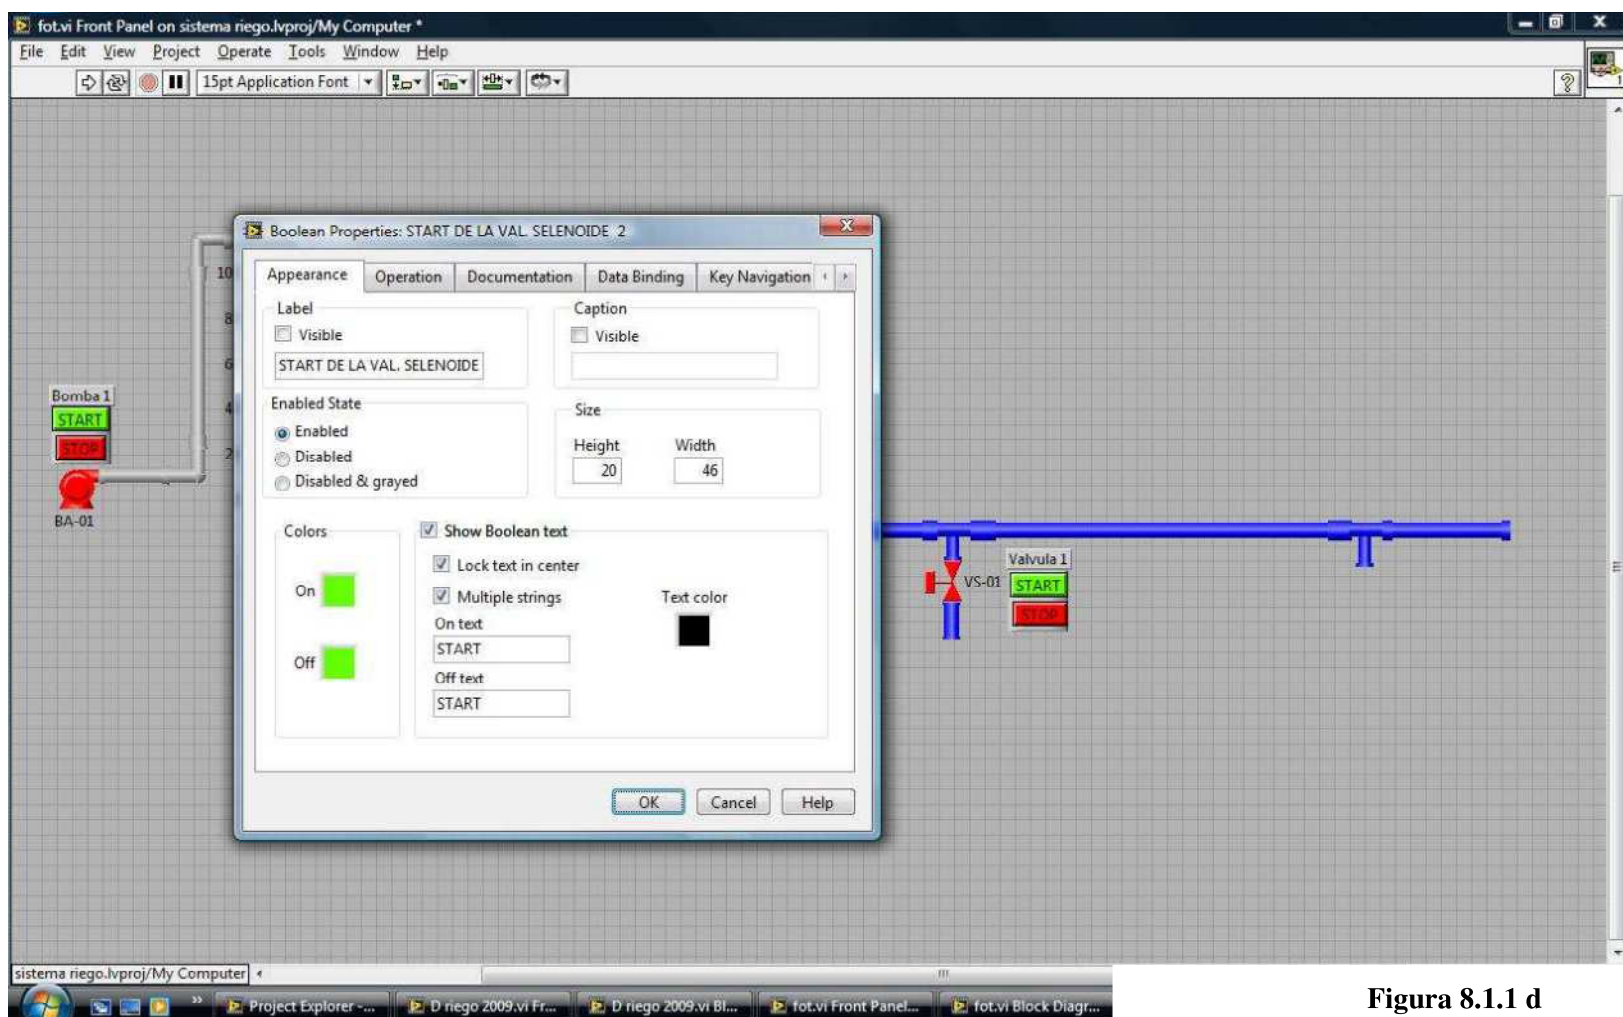 fot.vi Front Panel on sistema riego.lvproj/My Computer *
File Edit View Project Operate Tools Window Help
15pt Application Font
?
1
Boolean Properties: START DE LA VAL. SELENOIDE 2
Appearance Operation Documentation Data Binding Key Navigation
Label
Visible
START DE LA VAL. SELENOIDE
Caption
Visible
Enabled State
Enabled
Disabled
Disabled & grayed
Size
Height Width
20 46
Colors
On
Off
Show Boolean text
Lock text in center
Multiple strings
On text
START
Off text
START
Text color
OK Cancel Help
10
8
6
4
2
Bomba 1
START
STOP
BA-01
Valvula 1
VS-01 START
STOP
sistema riego.lvproj/My Computer
Project Explorer -... D riego 2009.vi Fr... D riego 2009.vi Bl... fot.vi Front Panel... fot.vi Block Diagr...
Figura 8.1.1 d